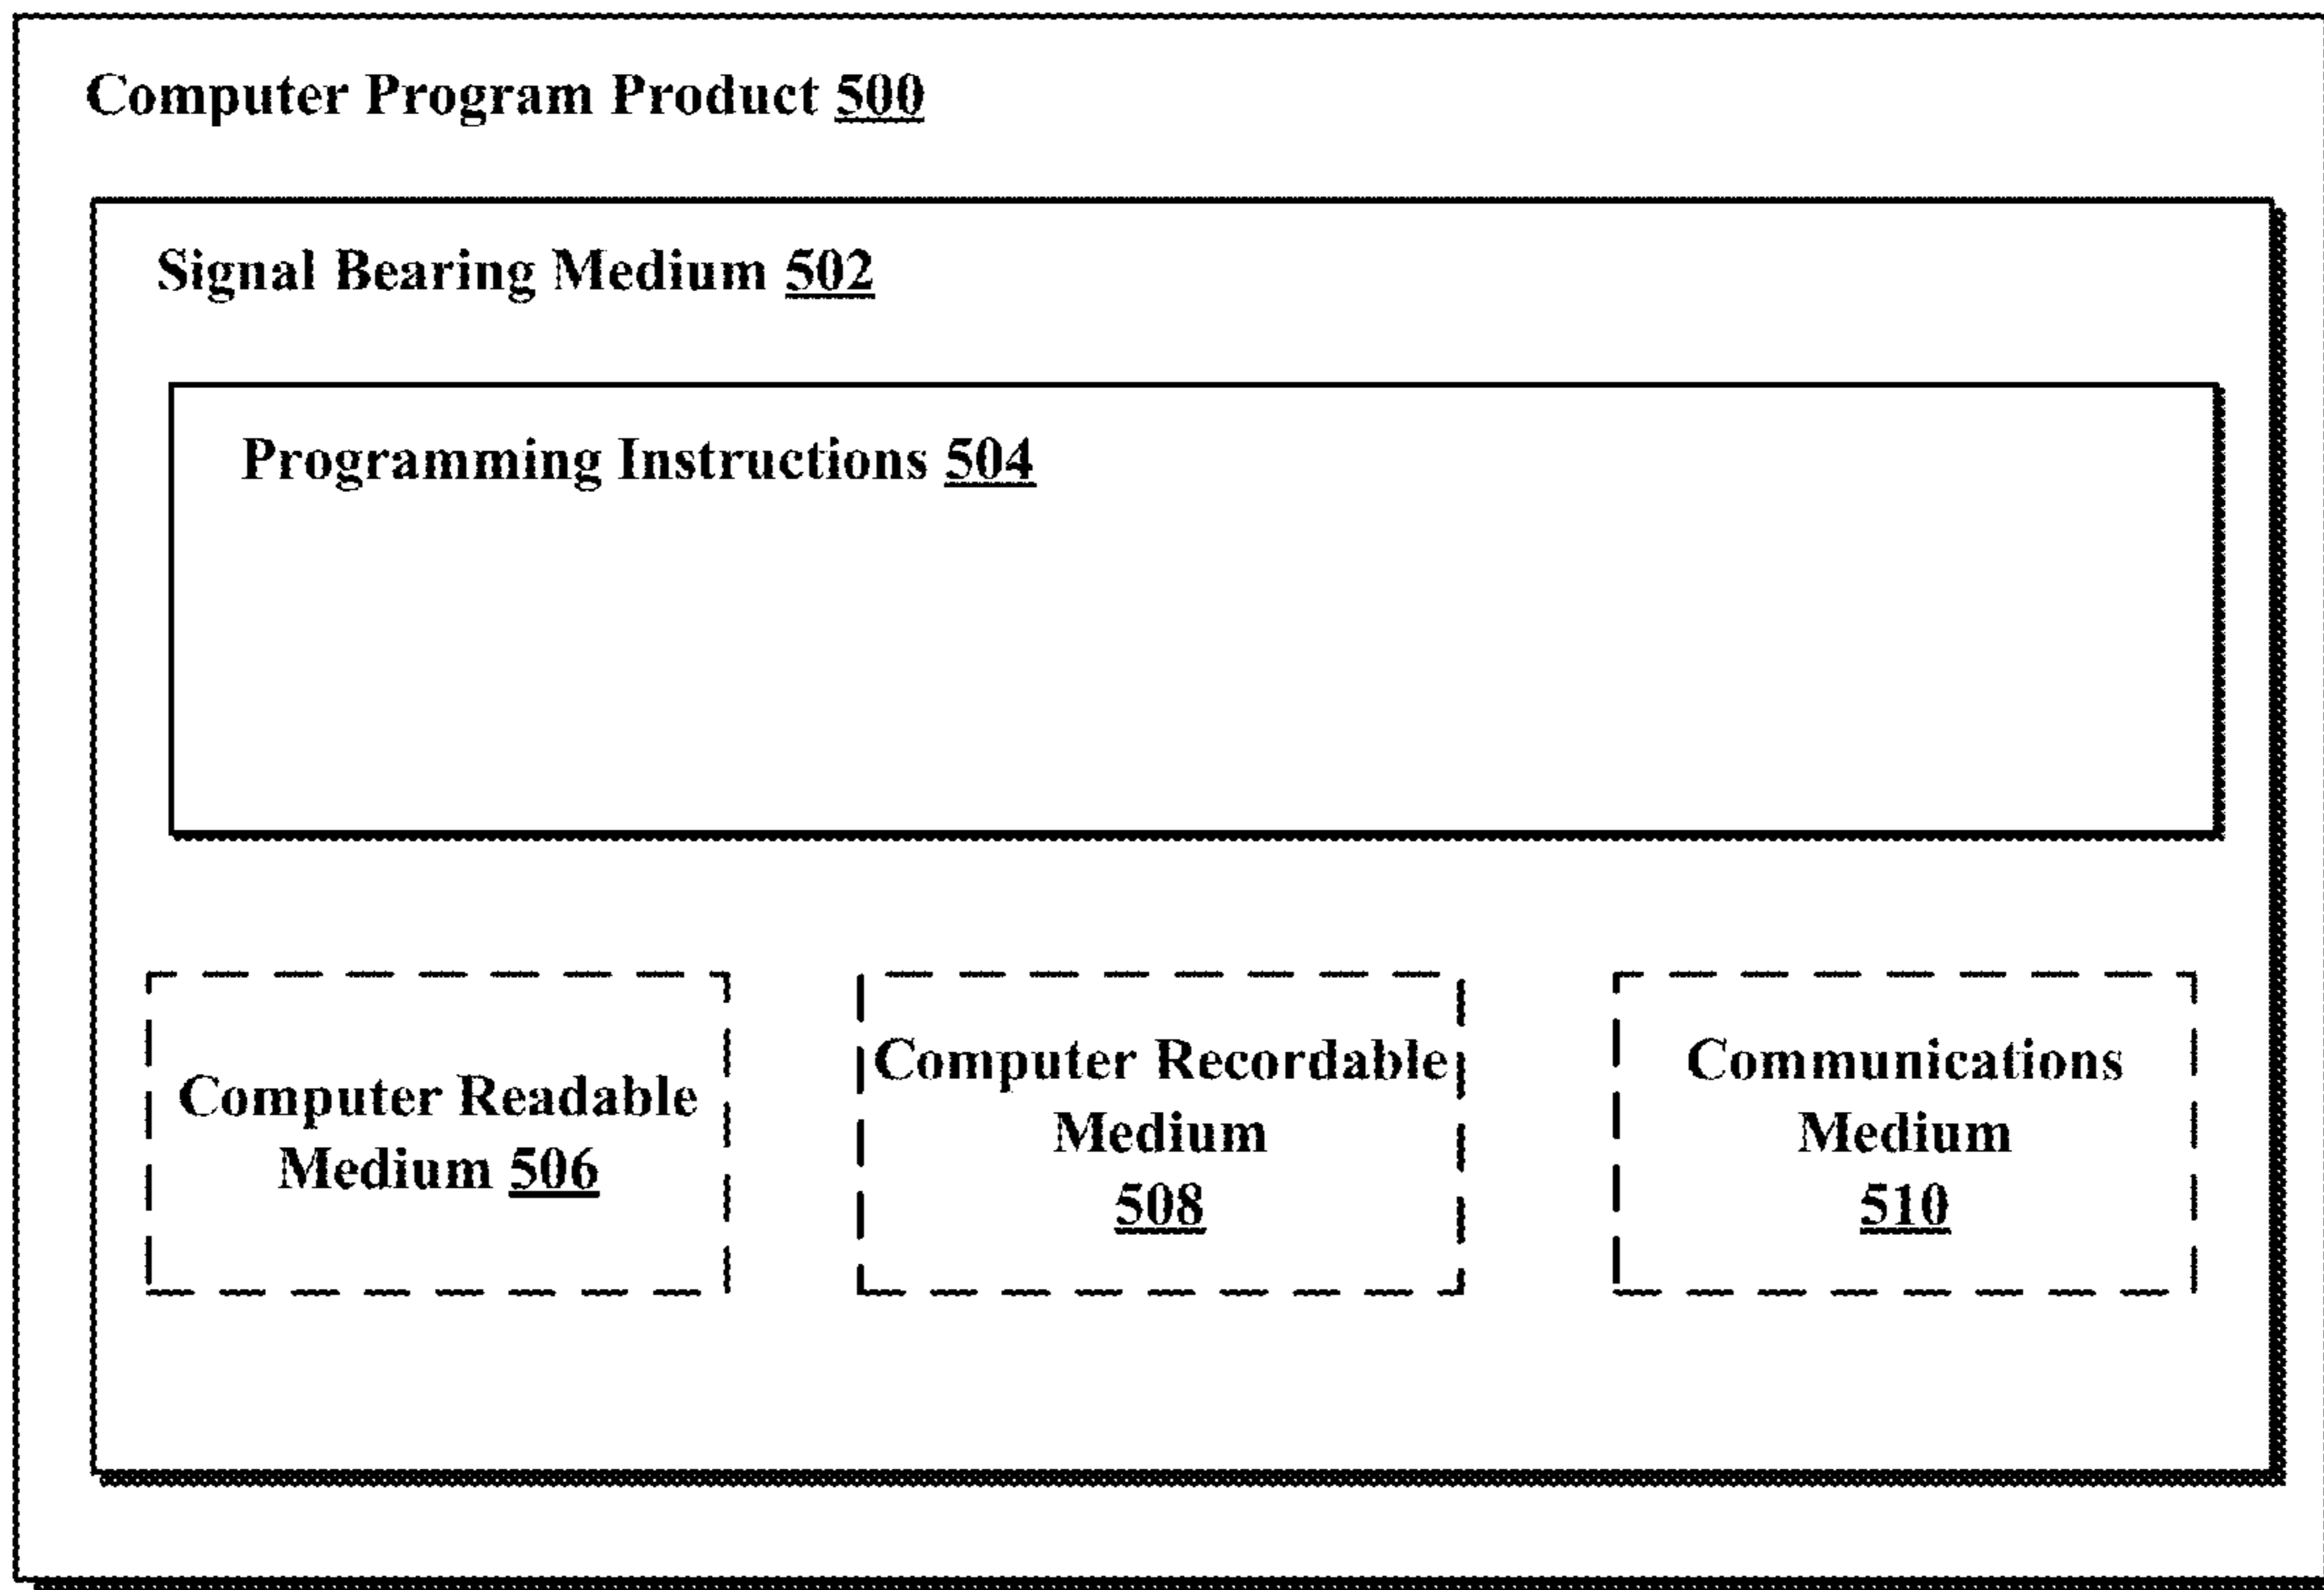 Computer Program Product 500
Signal Bearing Medium 502
Programming Instructions 504
Computer Readable
Medium 506
Computer Recordable
Medium
508
Communications
Medium
510